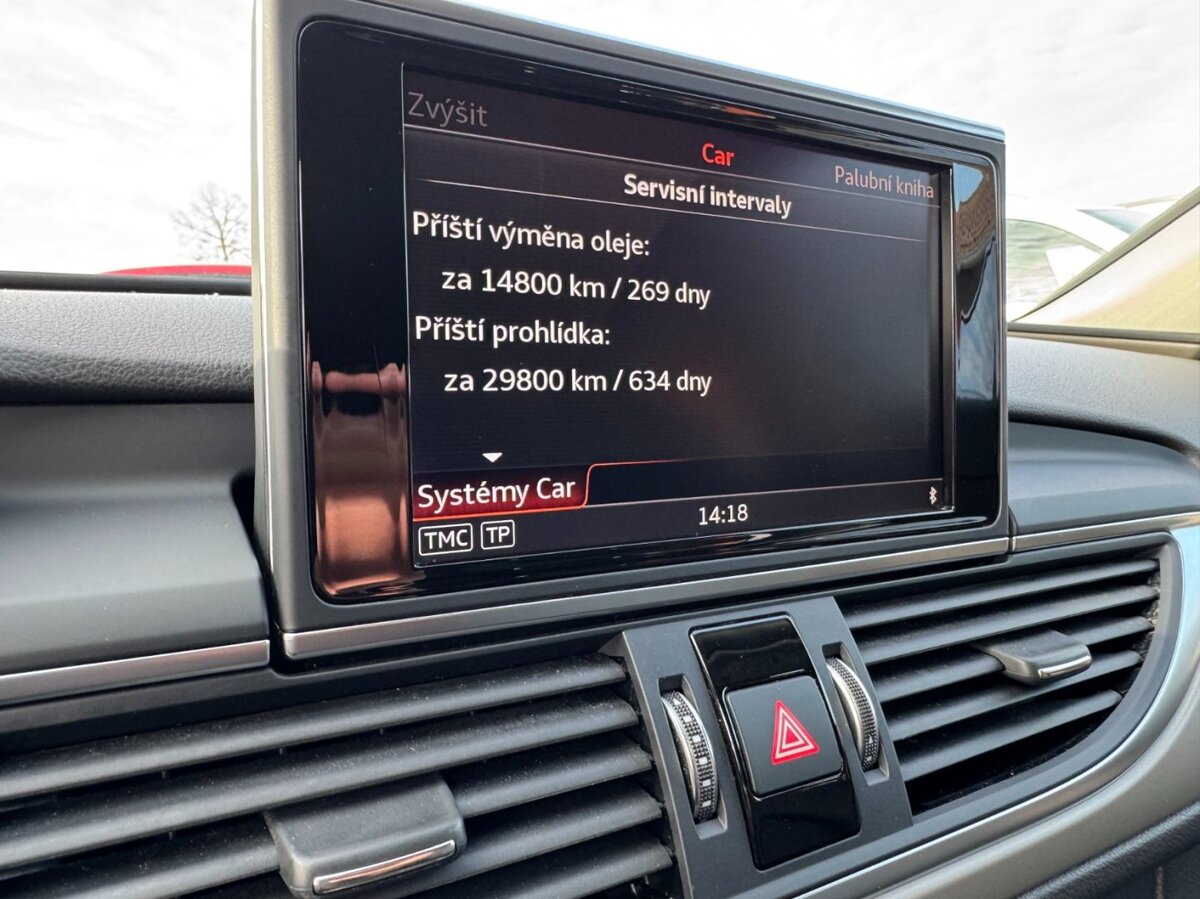 Zvýšit
Car
Palubní kniha
Servisní intervaly
Příští výměna oleje:
za 14800 km / 269 dny
Příští prohlídka:
za 29800 km / 634 dny
Systémy Car
TMC TP
14:18